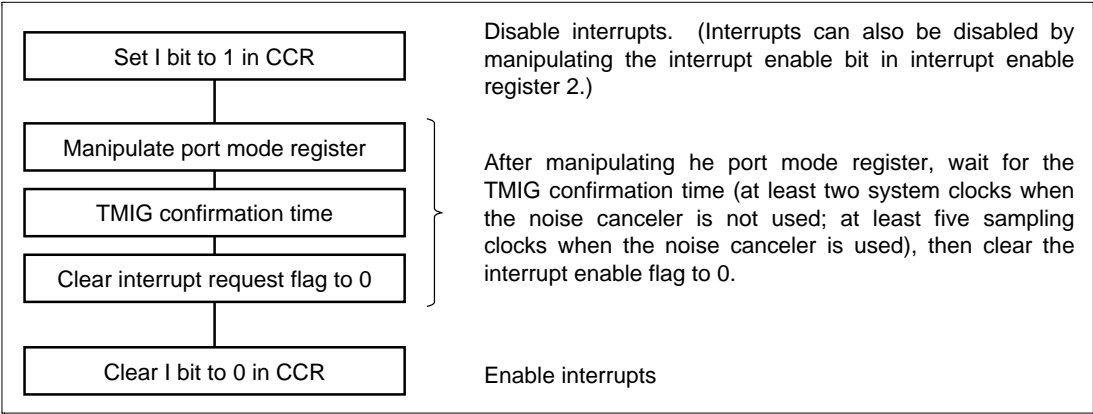 Set I bit to 1 in CCR
Disable interrupts. (Interrupts can also be disabled by
manipulating the interrupt enable bit in interrupt enable
register 2.)
Manipulate port mode register
TMIG confirmation time
Clear interrupt request flag to 0
After manipulating he port mode register, wait for the
TMIG confirmation time (at least two system clocks when
the noise canceler is not used; at least five sampling
clocks when the noise canceler is used), then clear the
interrupt enable flag to 0.
Clear I bit to 0 in CCR
Enable interrupts